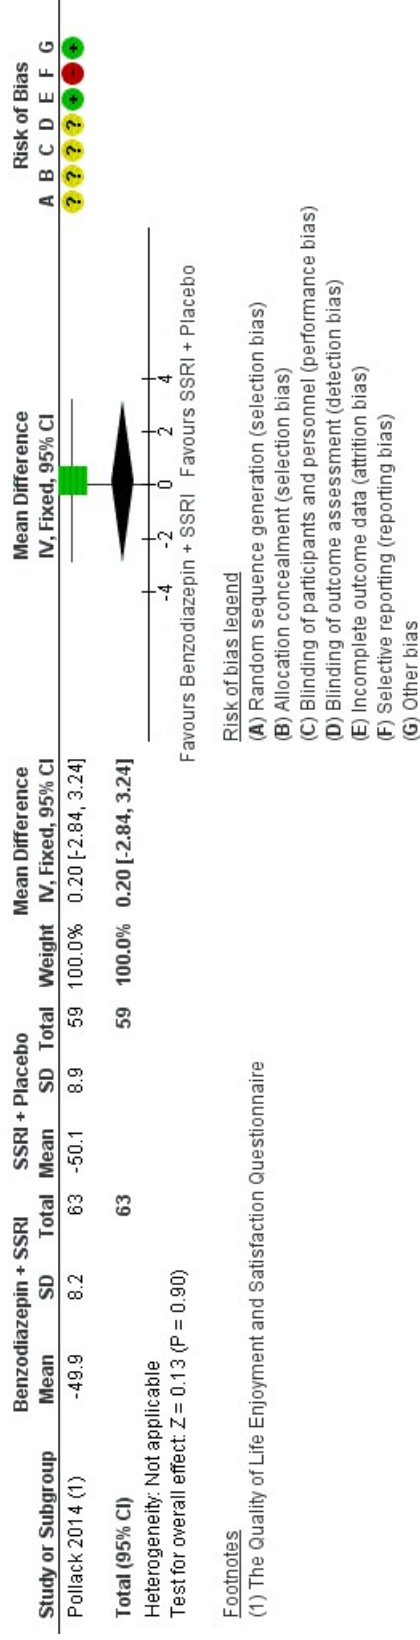 Benzodiazepin + SSRI SSRI + Placebo Mean Difference Mean Difference Risk of Bias
Study or Subgroup Mean SD Total Mean SD Total Weight IV, Fixed, 95% CI IV, Fixed, 95% CI A B C D E F G
Pollack 2014 (1) -49.9 8.2 63 -50.1 8.9 59 100.0% 0.20 [-2.84, 3.24] ? ? ? ? + - +
Total (95% CI) 63 59 100.0% 0.20 [-2.84, 3.24]
Heterogeneity: Not applicable
Test for overall effect: Z = 0.13 (P = 0.90)
-4 -2 0 2 4
Favours Benzodiazepin + SSRI Favours SSRI + Placebo
Footnotes
(1) The Quality of Life Enjoyment and Satisfaction Questionnaire
Risk of bias legend
(A) Random sequence generation (selection bias)
(B) Allocation concealment (selection bias)
(C) Blinding of participants and personnel (performance bias)
(D) Blinding of outcome assessment (detection bias)
(E) Incomplete outcome data (attrition bias)
(F) Selective reporting (reporting bias)
(G) Other bias